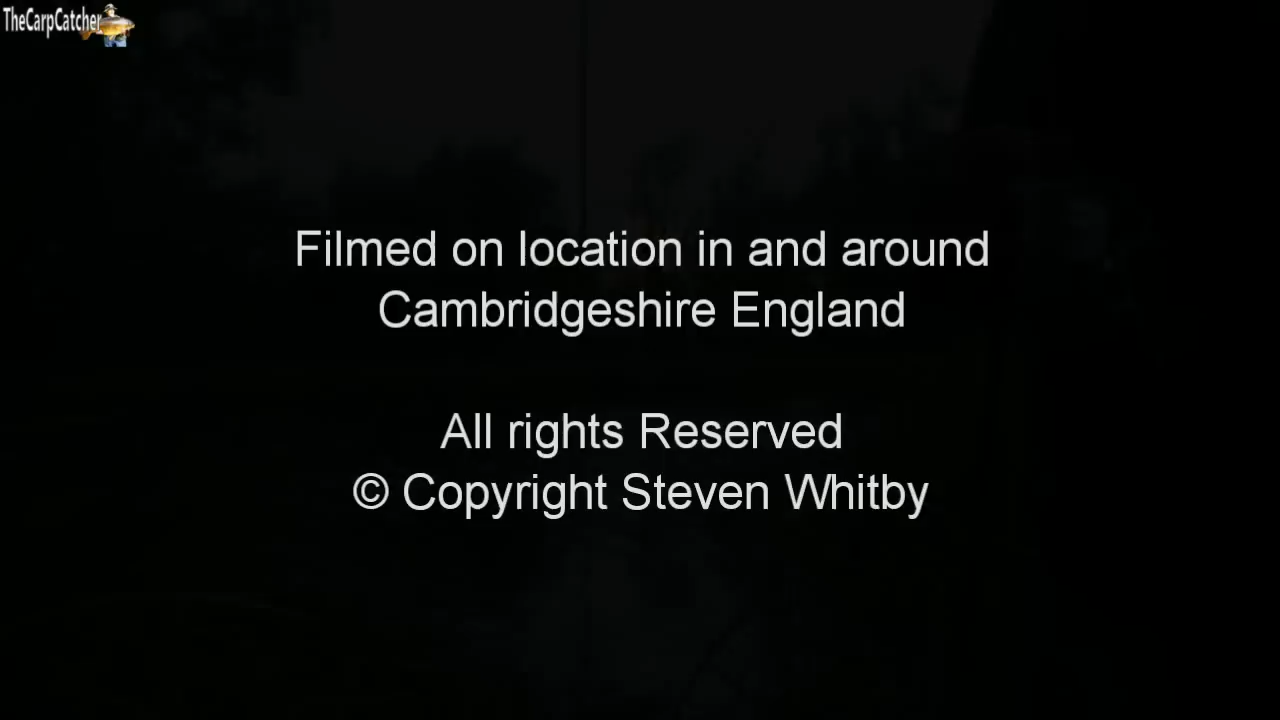 TheCarpCatcher
Filmed on location in and around
Cambridgeshire England
All rights Reserved
© Copyright Steven Whitby